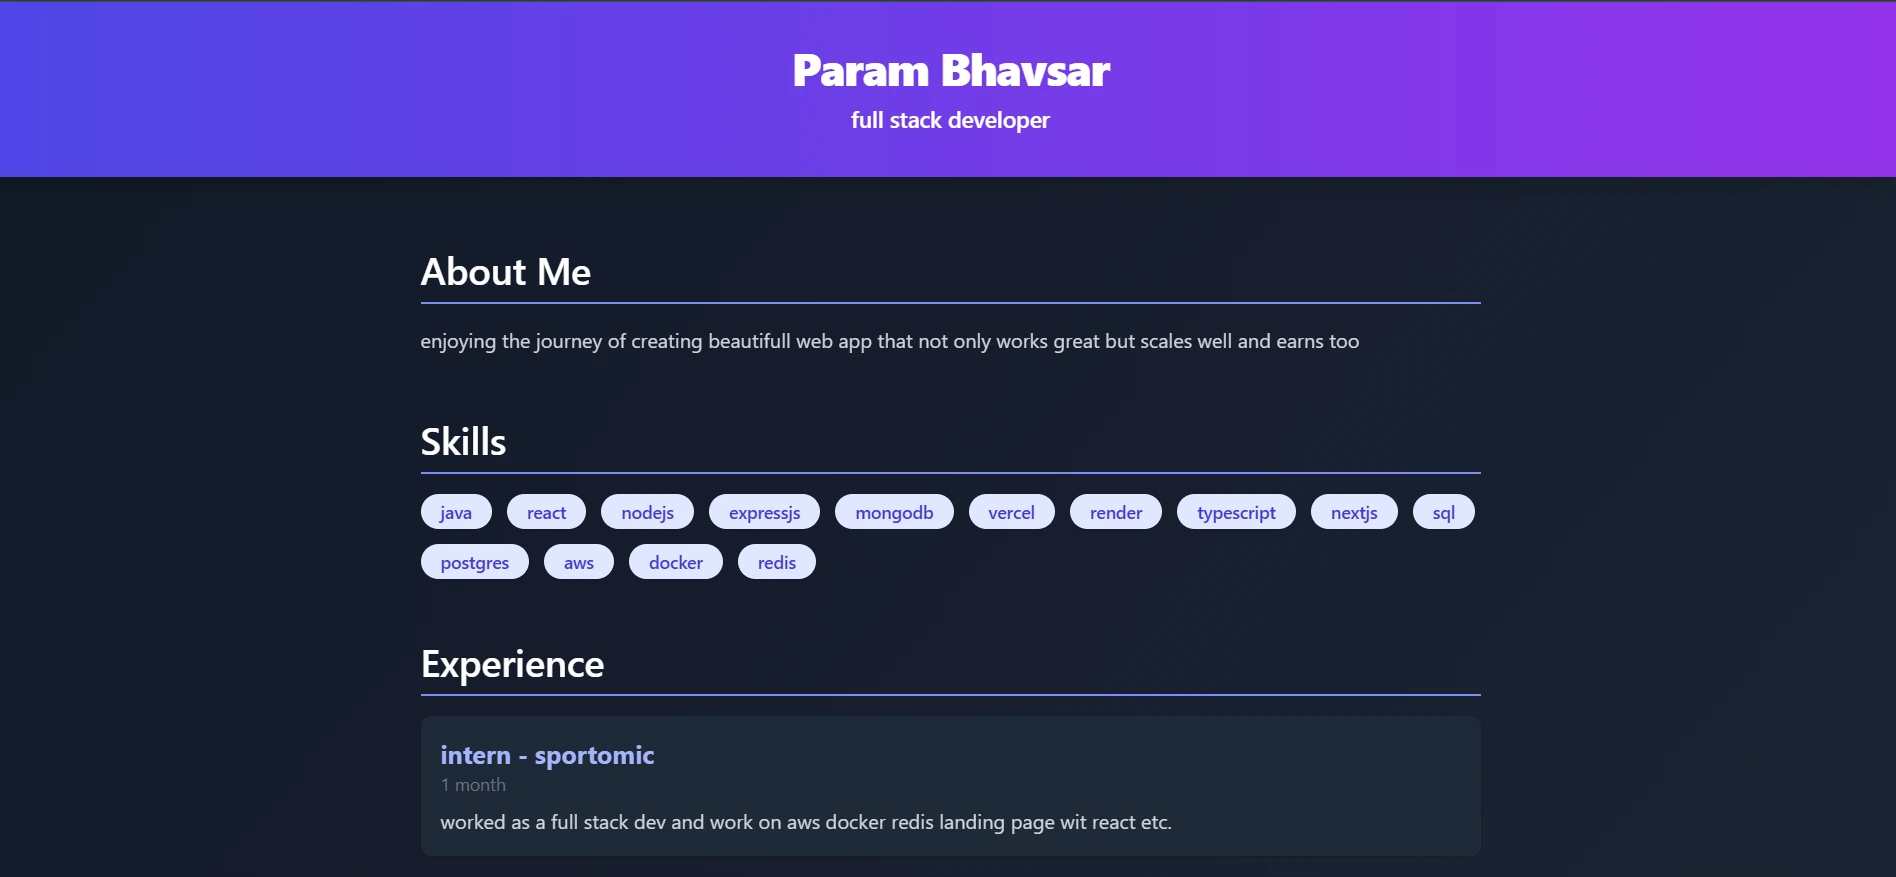 Param Bhavsar
full stack developer
About Me
enjoying the journey of creating beautifull web app that not only works great but scales well and earns too
Skills
java react nodejs expressjs mongodb vercel render typescript nextjs sql
postgres aws docker redis
Experience
intern - sportomic
1 month
worked as a full stack dev and work on aws docker redis landing page wit react etc.